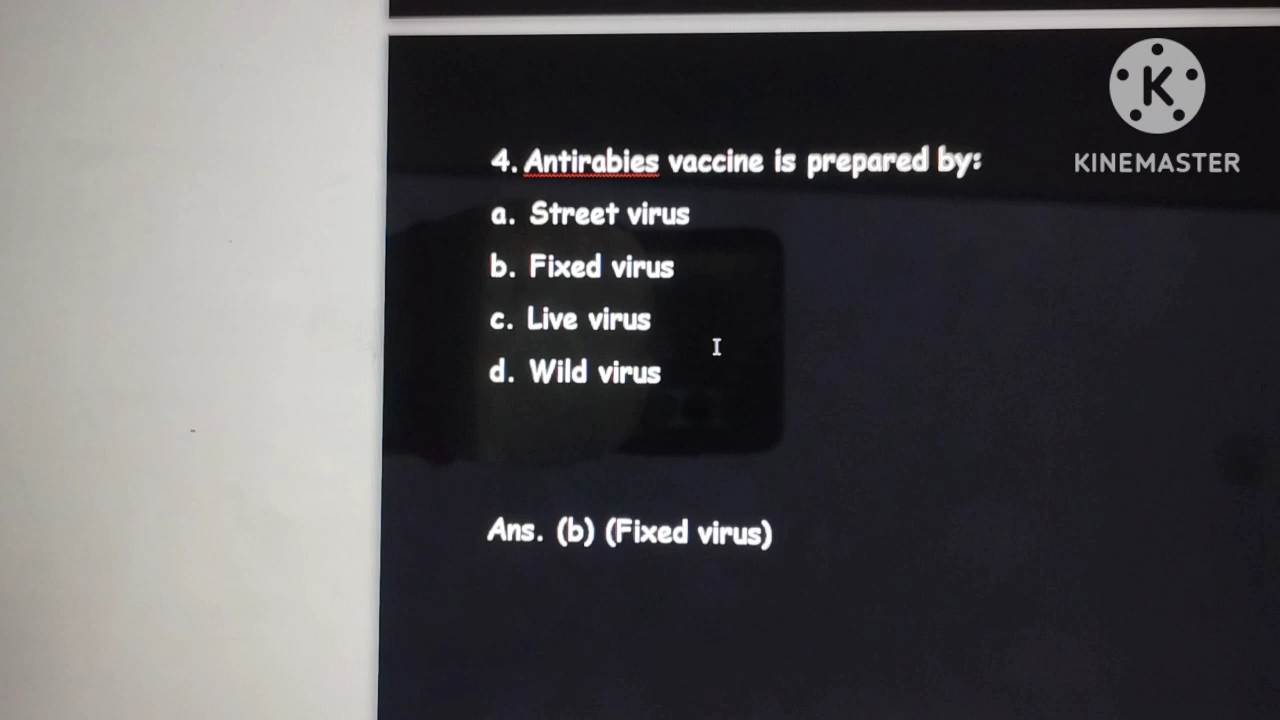 K
KINEMASTER
4. Antirabies vaccine is prepared by:
a. Street virus
b. Fixed virus
c. Live virus
d. Wild virus
Ans. (b) (Fixed virus)